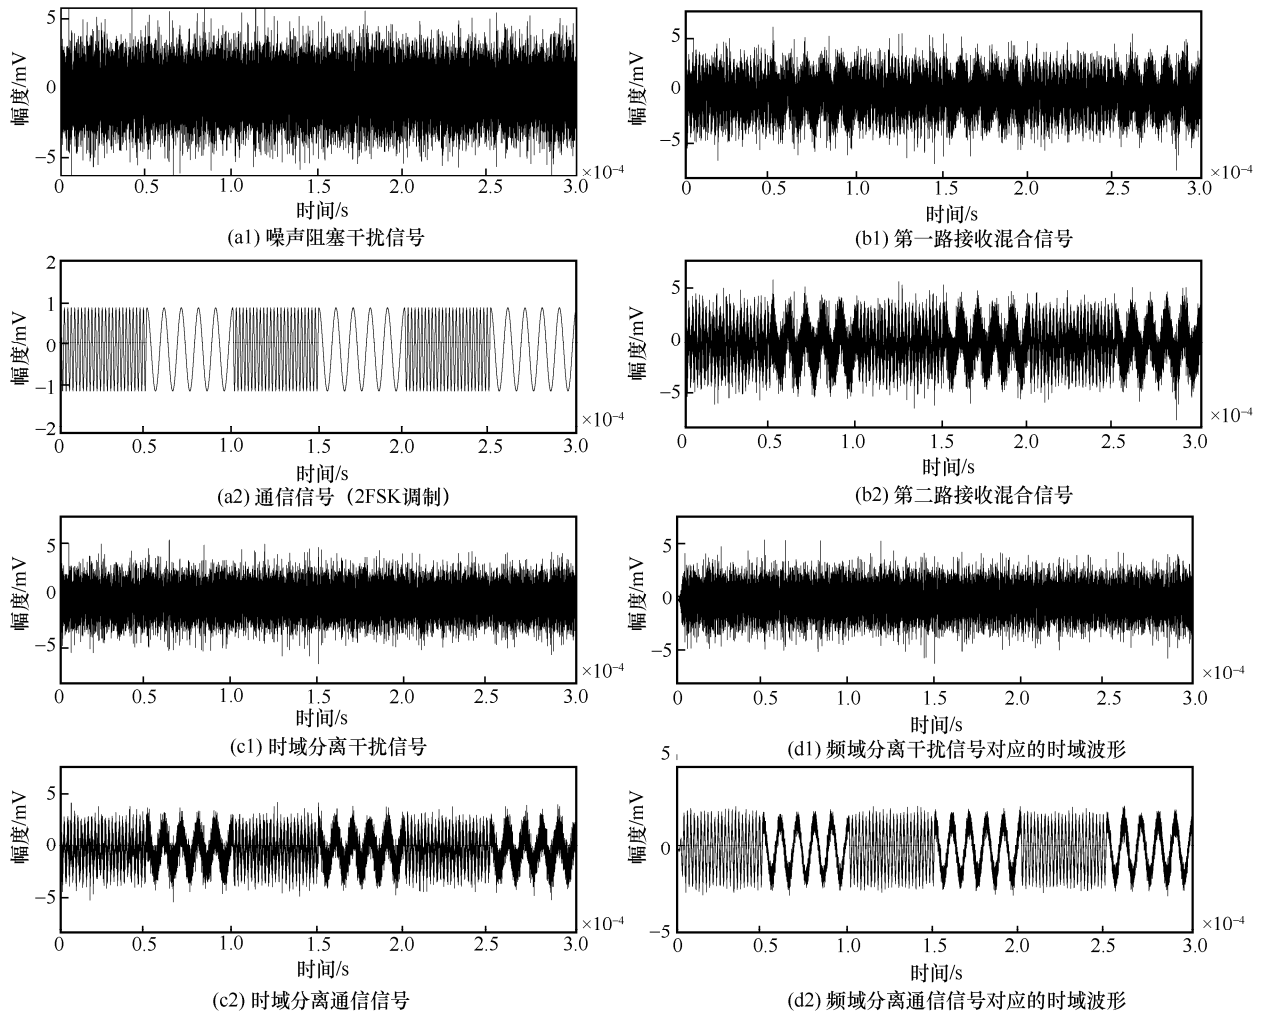 5
0
−5
幅度/mV
0 0.5 1.0 1.5 2.0 2.5 3.0
×10⁻⁴
时间/s
(a1) 噪声阻塞干扰信号
5
0
−5
幅度/mV
0 0.5 1.0 1.5 2.0 2.5 3.0
×10⁻⁴
时间/s
(b1) 第一路接收混合信号
2
1
0
−1
−2
幅度/mV
0 0.5 1.0 1.5 2.0 2.5 3.0
×10⁻⁴
时间/s
(a2) 通信信号（2FSK调制）
5
0
−5
幅度/mV
0 0.5 1.0 1.5 2.0 2.5 3.0
×10⁻⁴
时间/s
(b2) 第二路接收混合信号
5
0
−5
幅度/mV
0 0.5 1.0 1.5 2.0 2.5 3.0
×10⁻⁴
时间/s
(c1) 时域分离干扰信号
5
0
−5
幅度/mV
0 0.5 1.0 1.5 2.0 2.5 3.0
×10⁻⁴
时间/s
(d1) 频域分离干扰信号对应的时域波形
5
0
−5
幅度/mV
0 0.5 1.0 1.5 2.0 2.5 3.0
×10⁻⁴
时间/s
(c2) 时域分离通信信号
5
0
−5
幅度/mV
0 0.5 1.0 1.5 2.0 2.5 3.0
×10⁻⁴
时间/s
(d2) 频域分离通信信号对应的时域波形